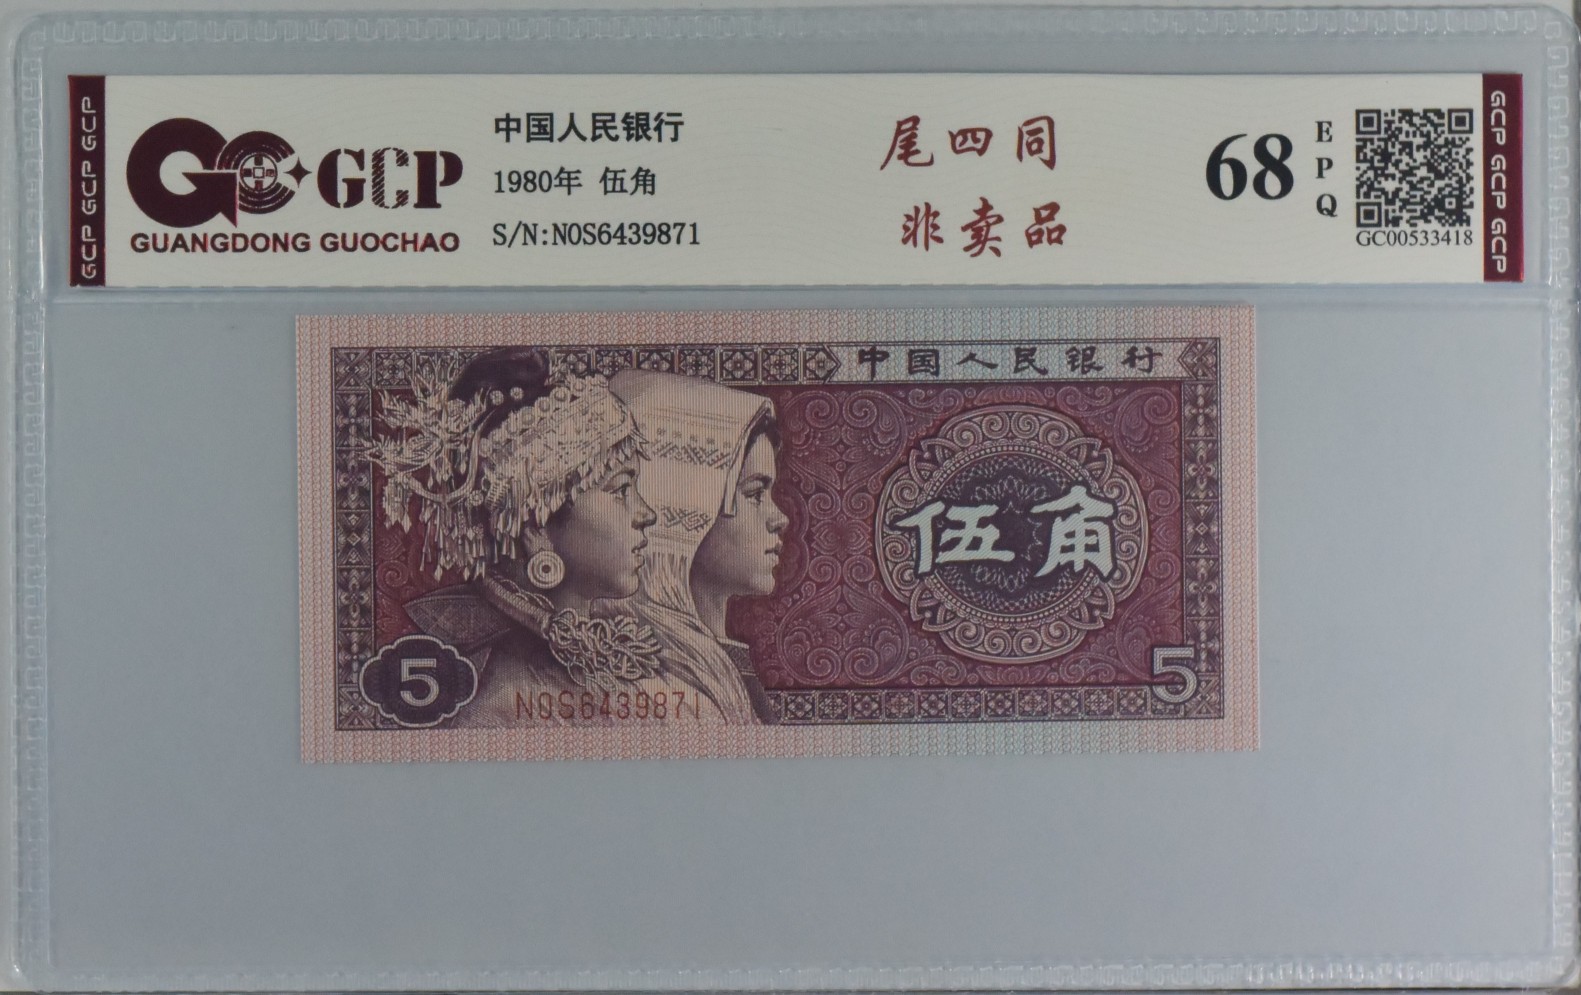 GCP GCP GCP
GCP
GUANGDONG GUOCHAO
中国人民银行
1980年 伍角
S/N:N0S6439871
尾四同
非卖品
68
EPQ
GC00533418
GCP GCP GCP
中国人民银行
伍角
5
N0S6439871
5